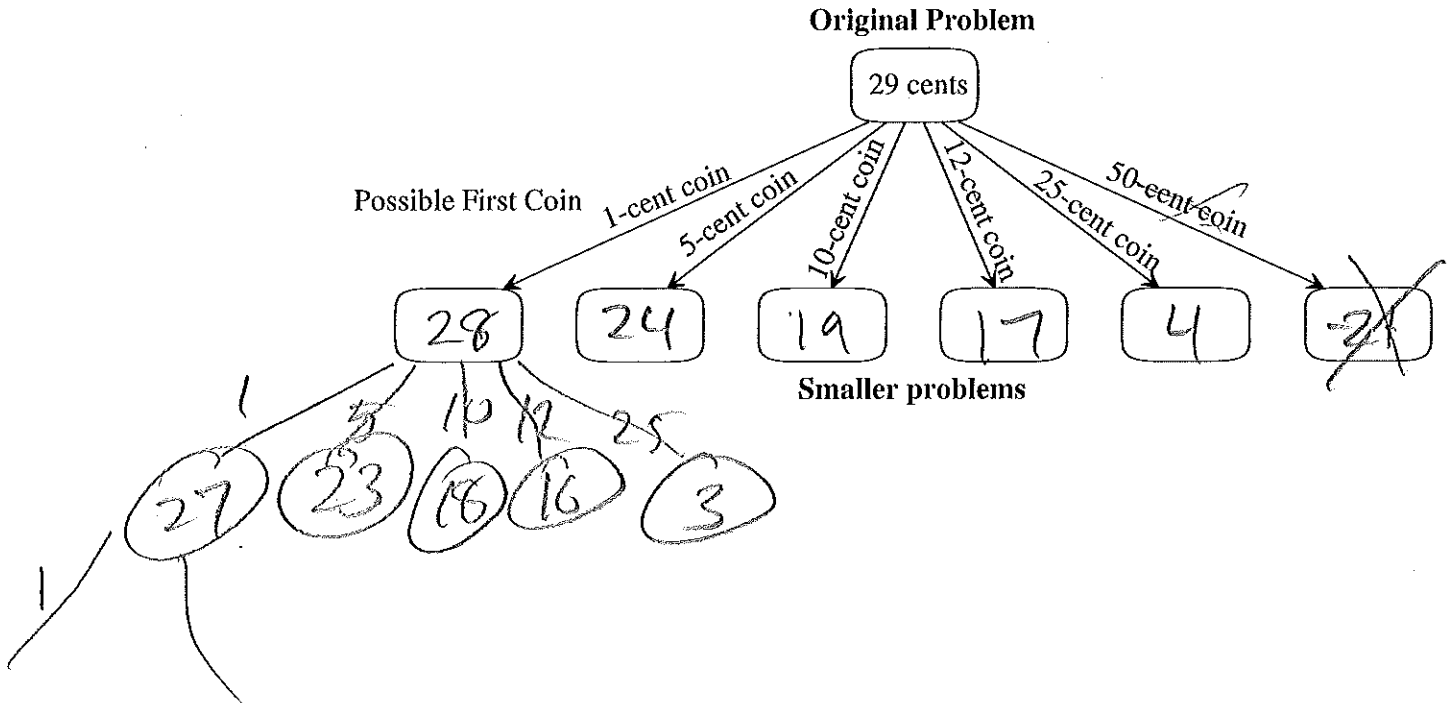 Original Problem
29 cents
Possible First Coin
1-cent coin
5-cent coin
10-cent coin
12-cent coin
25-cent coin
50-cent coin
28 24 19 17 4 -21
Smaller problems
1 5 10 12 25
27 23 18 16 3
1